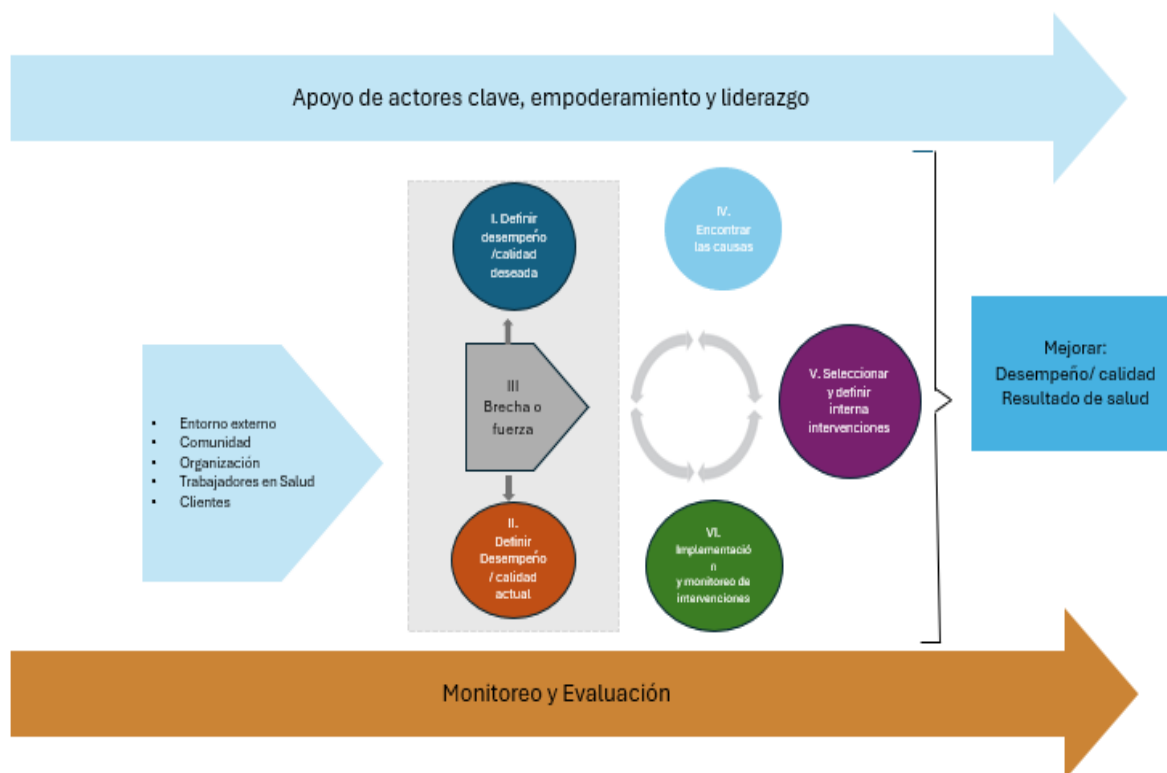 Apoyo de actores clave, empoderamiento y liderazgo
I. Definir
desempeño
/calidad
deseada
IV.
Encontrar
las causas
• Entorno externo
• Comunidad
• Organización
• Trabajadores en Salud
• Clientes
III
Brecha o
fuerza
V. Seleccionar
y definir
interna
intervenciones
Mejorar:
Desempeño/ calidad
Resultado de salud
II.
Definir
Desempeño
/ calidad
actual
VI.
Implementació
n
y monitoreo de
intervenciones
Monitoreo y Evaluación